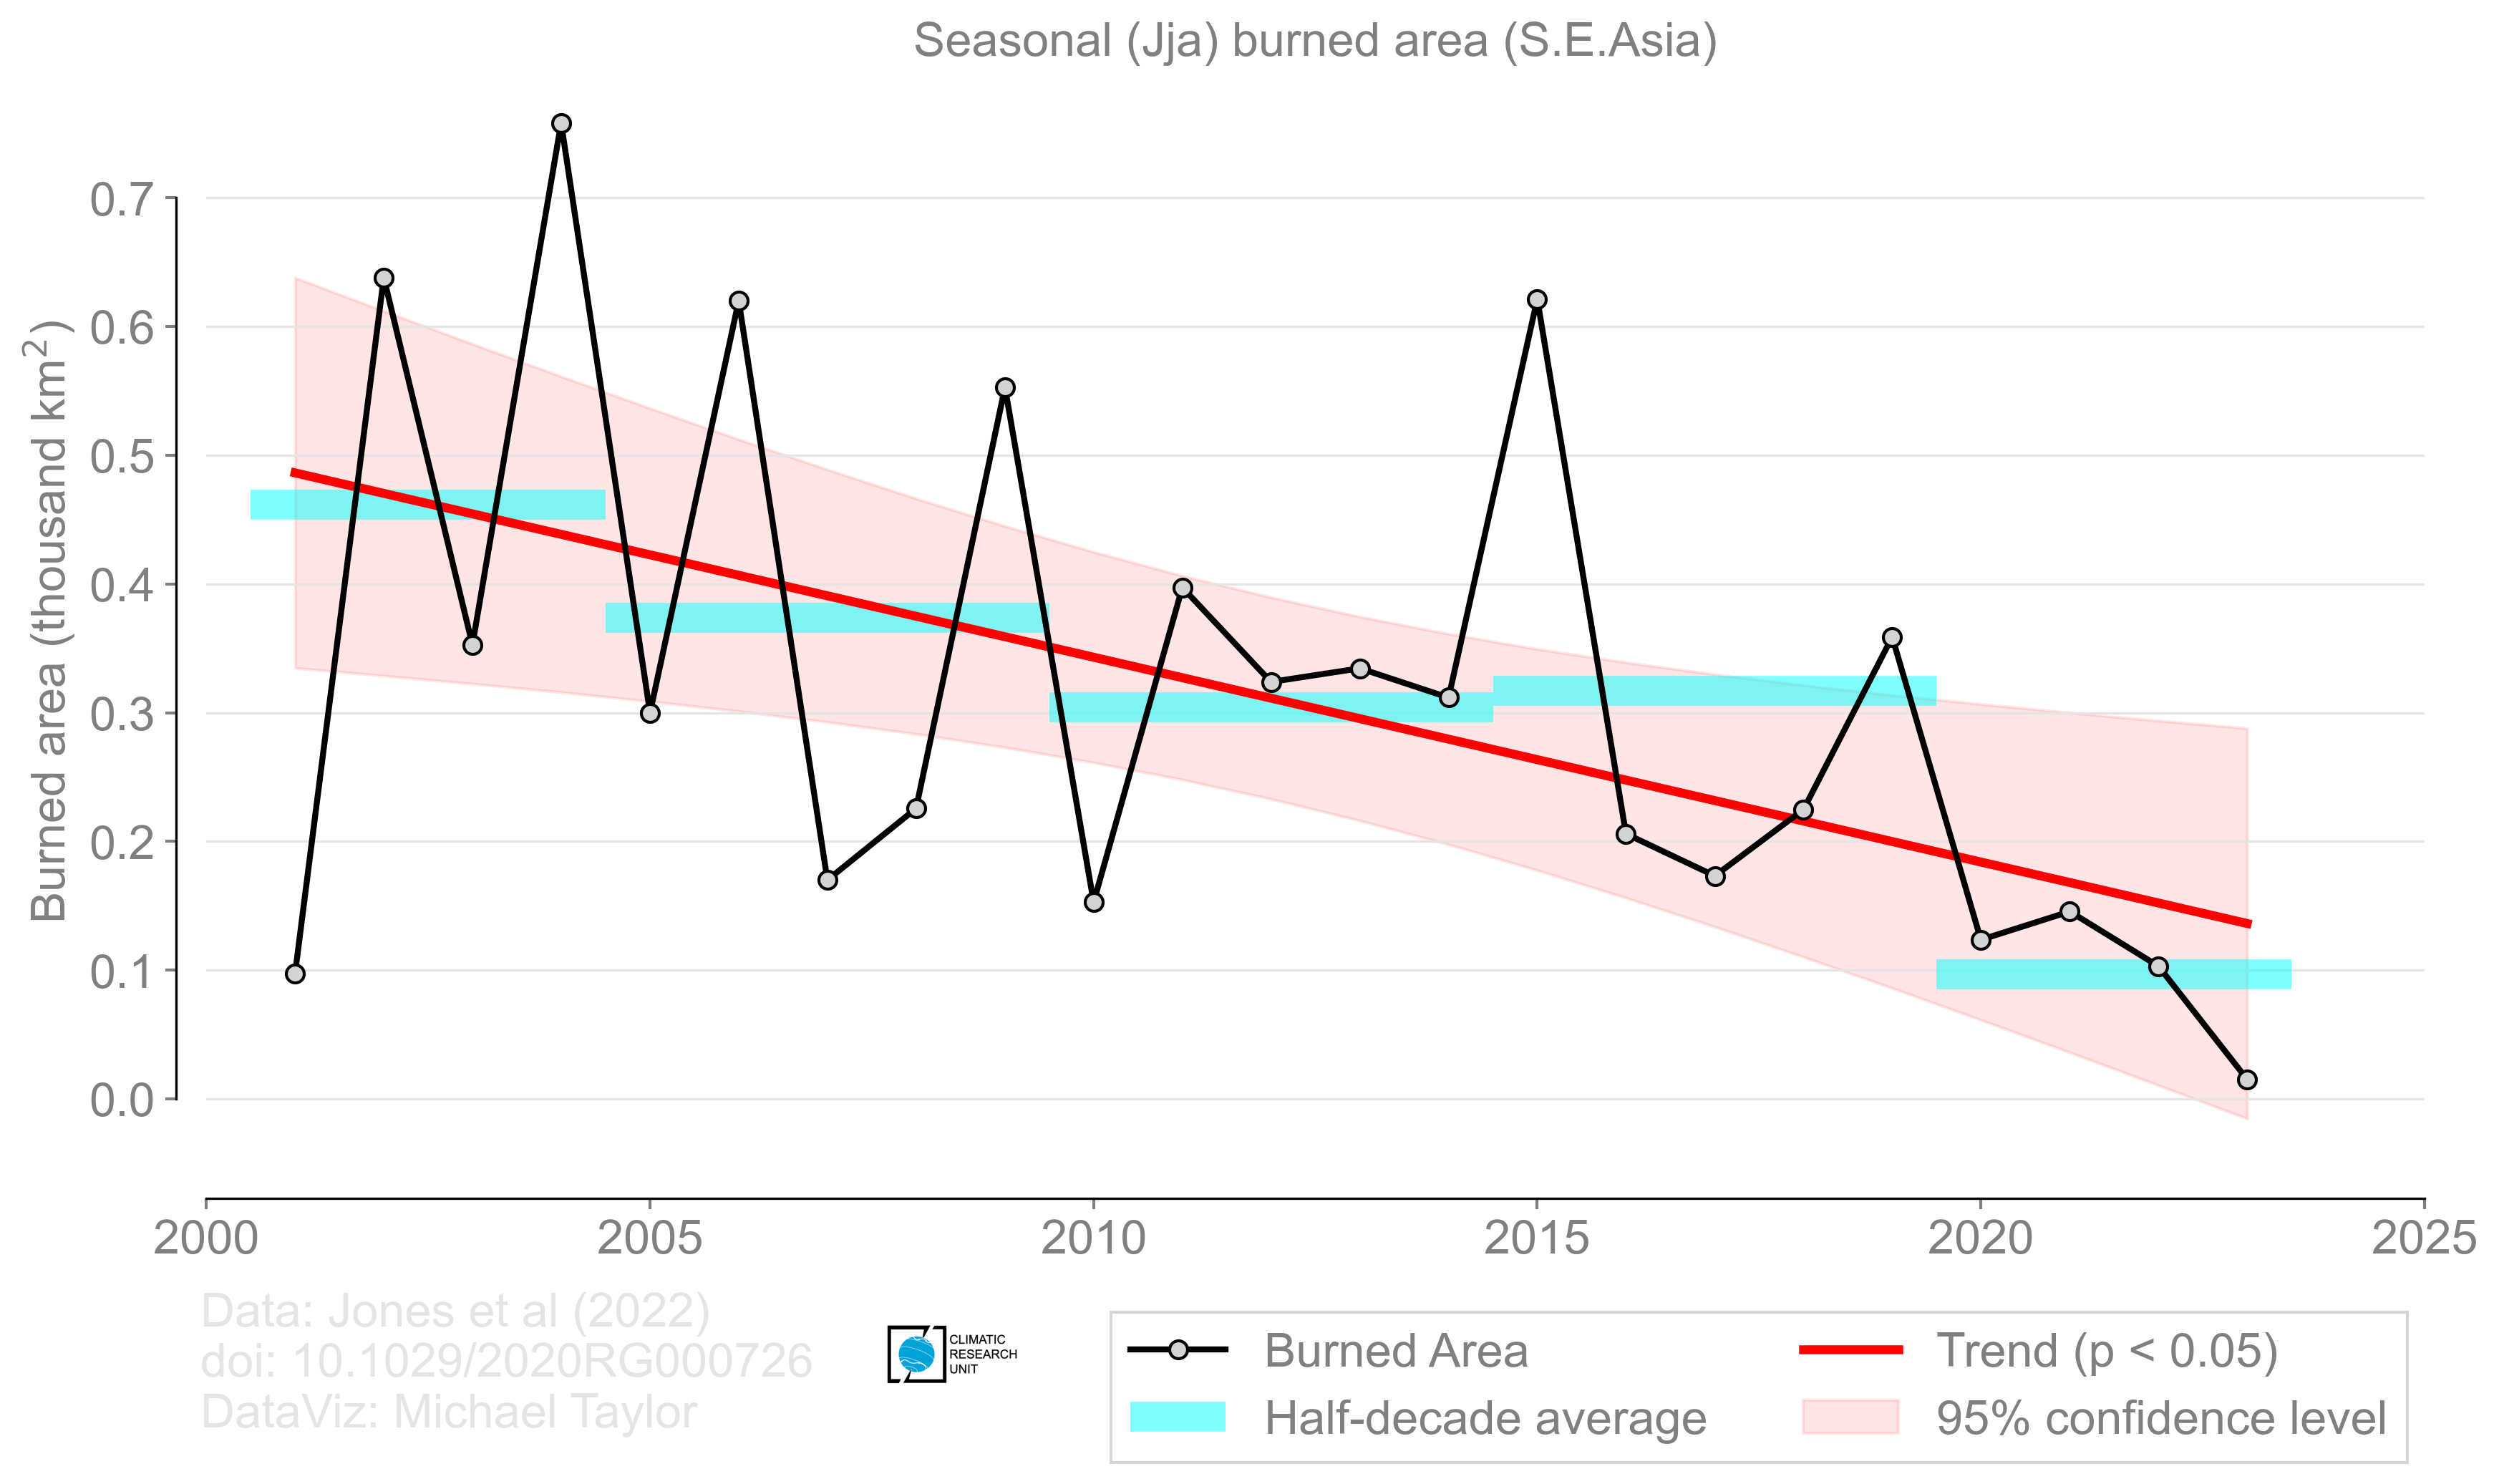 Seasonal (Jja) burned area (S.E.Asia)
Burned area (thousand km²)
0.7
0.6
0.5
0.4
0.3
0.2
0.1
0.0
2000
2005
2010
2015
2020
2025
Data: Jones et al (2022)
doi: 10.1029/2020RG000726
DataViz: Michael Taylor
CLIMATIC
RESEARCH
UNIT
Burned Area
Half-decade average
Trend (p < 0.05)
95% confidence level